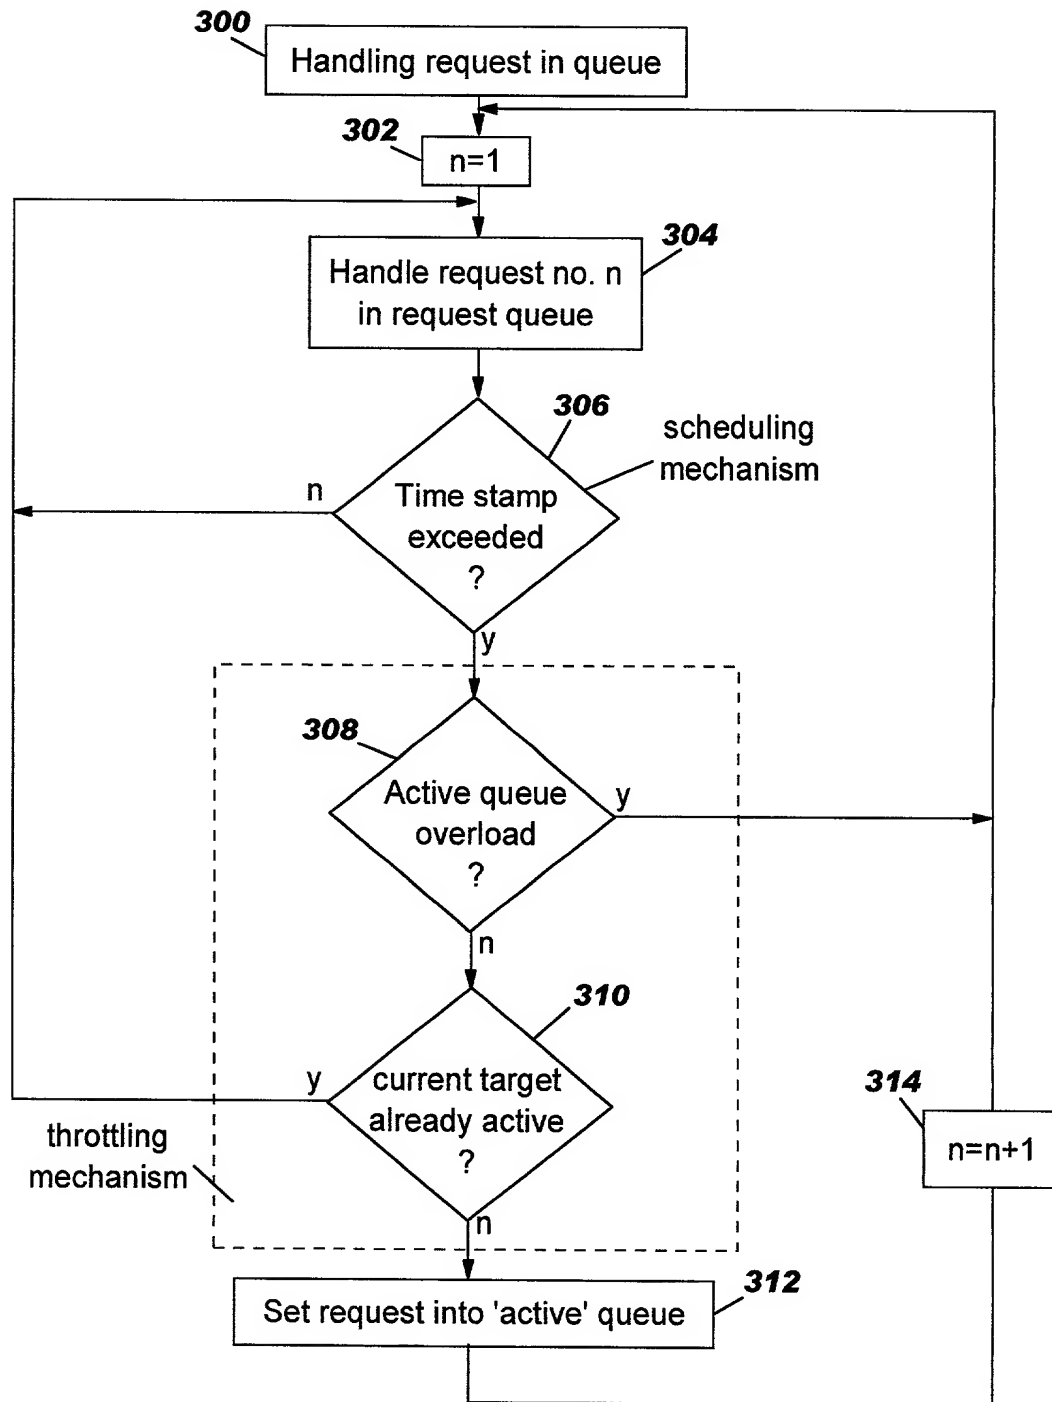 300
Handling request in queue
302
n=1
304
Handle request no. n
in request queue
306
scheduling
mechanism
n
Time stamp
exceeded
?
y
308
Active queue
overload
?
y
n
310
y
current target
already active
?
314
n=n+1
throttling
mechanism
n
312
Set request into 'active' queue